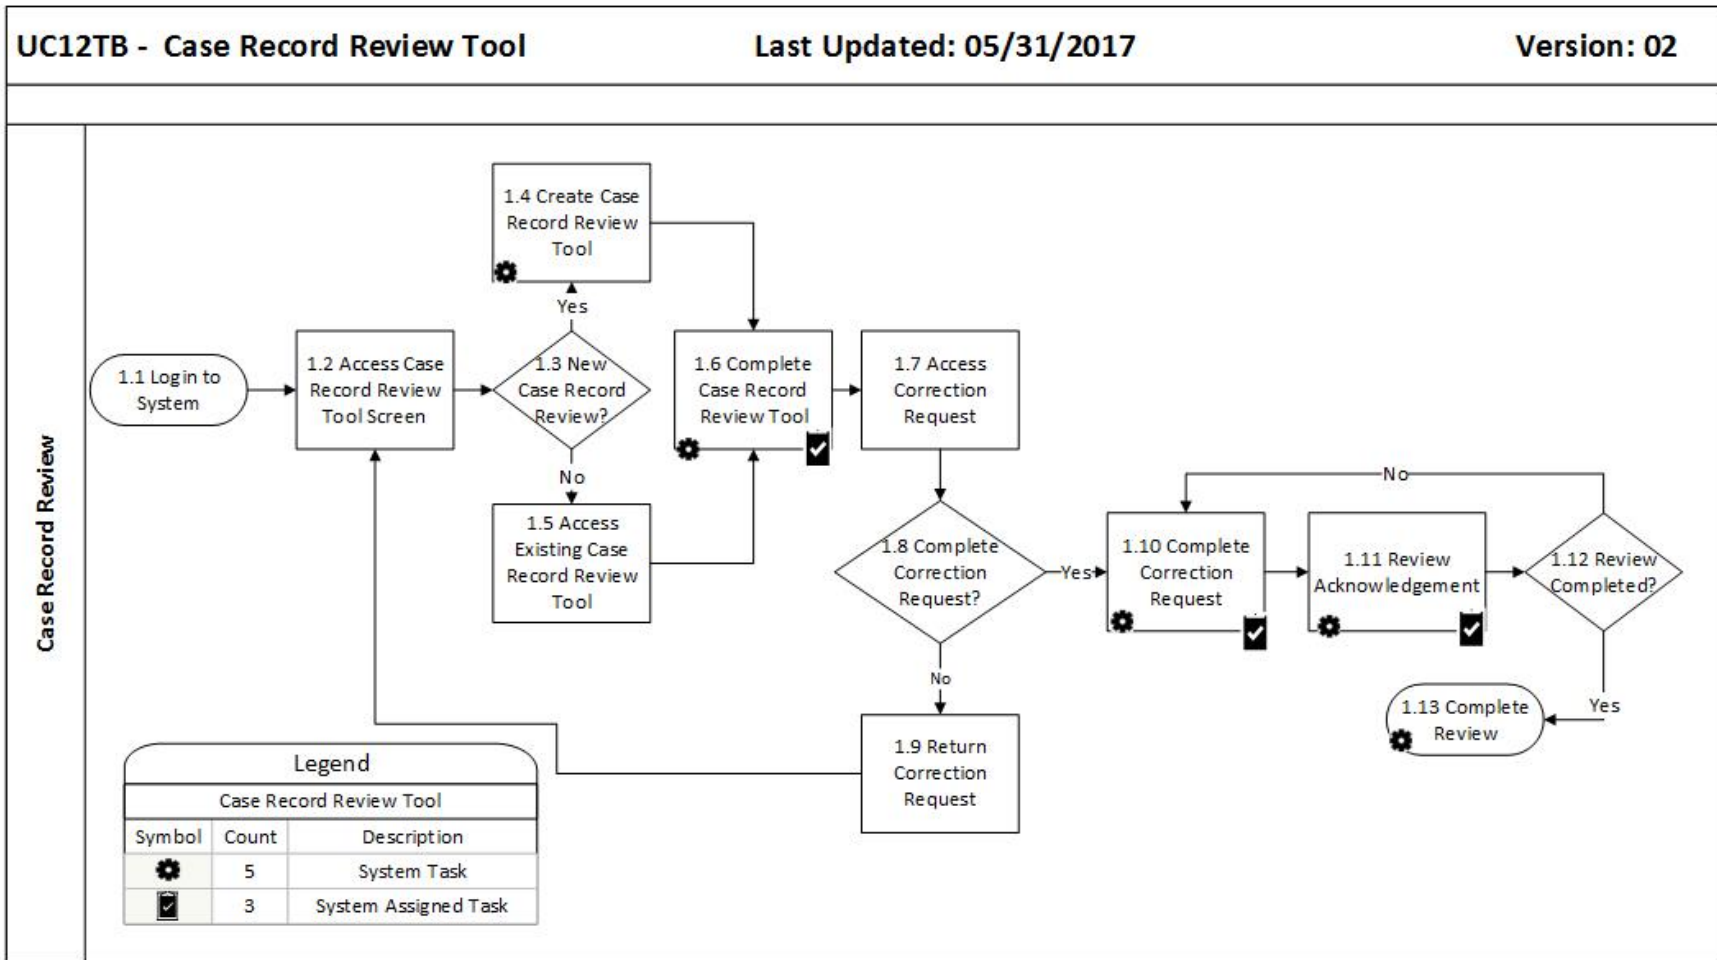 UC12TB - Case Record Review Tool
Last Updated: 05/31/2017
Version: 02
Case Record Review
1.1 Login to
System
1.2 Access Case
Record Review
Tool Screen
1.3 New
Case Record
Review?
Yes
1.4 Create Case
Record Review
Tool
No
1.5 Access
Existing Case
Record Review
Tool
1.6 Complete
Case Record
Review Tool
1.7 Access
Correction
Request
1.8 Complete
Correction
Request?
No
1.9 Return
Correction
Request
Yes
1.10 Complete
Correction
Request
1.11 Review
Acknowledgement
1.12 Review
Completed?
No
Yes
1.13 Complete
Review
Legend
Case Record Review Tool
Symbol Count Description
5 System Task
3 System Assigned Task